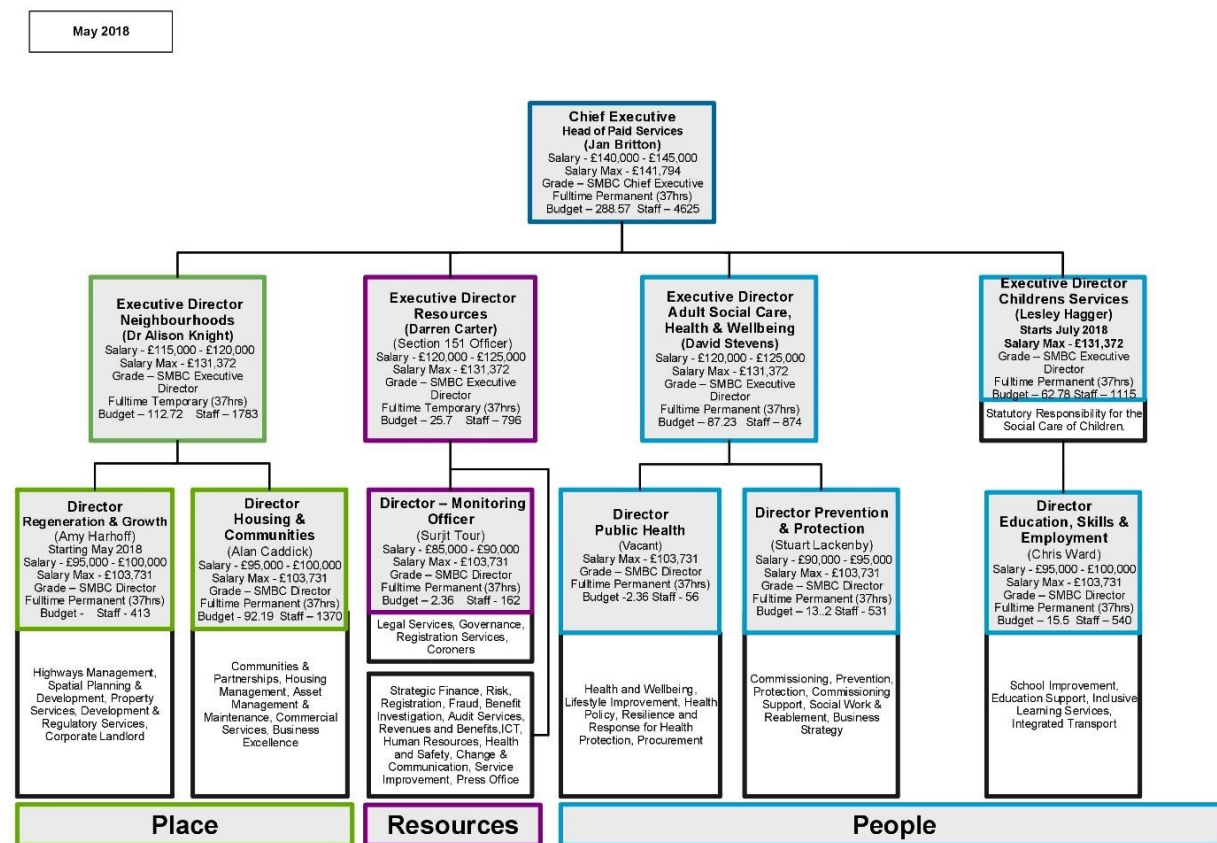 May 2018
Chief Executive
Head of Paid Services
(Jan Britton)
Salary - £140,000 - £145,000
Salary Max - £141,794
Grade – SMBC Chief Executive
Fulltime Permanent (37hrs)
Budget – 288.57 Staff – 4625
Executive Director
Neighbourhoods
(Dr Alison Knight)
Salary - £115,000 - £120,000
Salary Max - £131,372
Grade – SMBC Executive
Director
Fulltime Temporary (37hrs)
Budget – 112.72 Staff – 1783
Executive Director
Resources
(Darren Carter)
(Section 151 Officer)
Salary - £120,000 - £125,000
Salary Max - £131,372
Grade – SMBC Executive
Director
Fulltime Temporary (37hrs)
Budget – 25.7 Staff – 796
Executive Director
Adult Social Care,
Health & Wellbeing
(David Stevens)
Salary - £120,000 - £125,000
Salary Max - £131,372
Grade – SMBC Executive
Director
Fulltime Permanent (37hrs)
Budget – 87.23 Staff – 874
Executive Director
Childrens Services
(Lesley Hagger)
Starts July 2018
Salary Max - £131,372
Grade – SMBC Executive
Director
Fulltime Permanent (37hrs)
Budget – 62.78 Staff – 1115
Statutory Responsibility for the
Social Care of Children.
Director
Regeneration & Growth
(Amy Harhoff)
Starting May 2018
Salary - £95,000 - £100,000
Salary Max - £103,731
Grade – SMBC Director
Fulltime Permanent (37hrs)
Budget - Staff - 413
Highways Management,
Spatial Planning &
Development, Property
Services, Development &
Regulatory Services,
Corporate Landlord
Director
Housing &
Communities
(Alan Caddick)
Salary - £95,000 - £100,000
Salary Max - £103,731
Grade – SMBC Director
Fulltime Permanent (37hrs)
Budget - 92.19 Staff – 1370
Communities &
Partnerships, Housing
Management, Asset
Management &
Maintenance, Commercial
Services, Business
Excellence
Director – Monitoring
Officer
(Surjit Tour)
Salary - £85,000 - £90,000
Salary Max - £103,731
Grade – SMBC Director
Fulltime Permanent (37hrs)
Budget – 2.36 Staff - 162
Legal Services, Governance,
Registration Services,
Coroners
Strategic Finance, Risk,
Registration, Fraud, Benefit
Investigation, Audit Services,
Revenues and Benefits,ICT,
Human Resources, Health
and Safety, Change &
Communication, Service
Improvement, Press Office
Director
Public Health
(Vacant)
Salary Max - £103,731
Grade – SMBC Director
Fulltime Permanent (37hrs)
Budget -2.36 Staff - 56
Health and Wellbeing,
Lifestyle Improvement, Health
Policy, Resilience and
Response for Health
Protection, Procurement
Director Prevention
& Protection
(Stuart Lackenby)
Salary - £90,000 - £95,000
Salary Max - £103,731
Grade – SMBC Director
Fulltime Permanent (37hrs)
Budget – 13.2 Staff – 531
Commissioning, Prevention,
Protection, Commissioning
Support, Social Work &
Reablement, Business
Strategy
Director
Education, Skills &
Employment
(Chris Ward)
Salary - £95,000 - £100,000
Salary Max - £103,731
Grade – SMBC Director
Fulltime Permanent (37hrs)
Budget – 15.5 Staff – 540
School Improvement,
Education Support, Inclusive
Learning Services,
Integrated Transport
Place
Resources
People